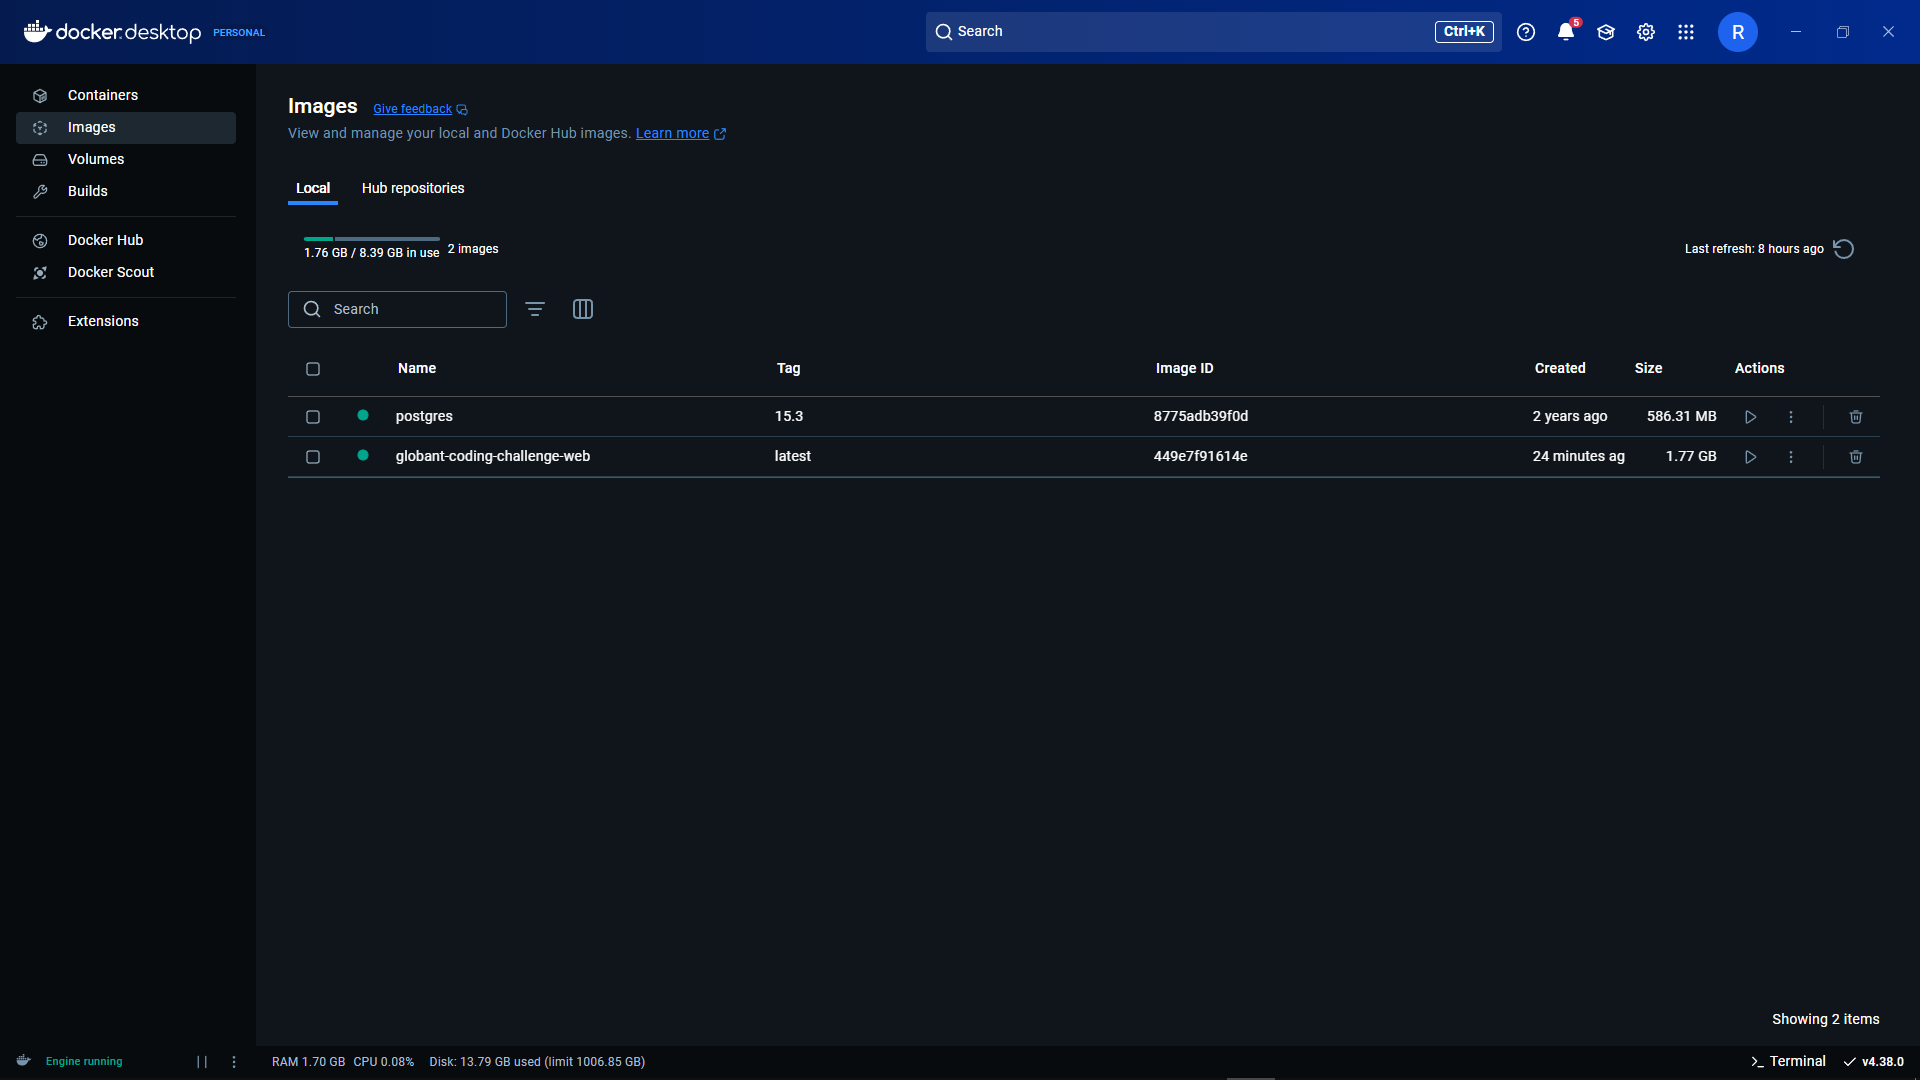 docker.desktop PERSONAL
Search Ctrl+K
5
R
Containers
Images
Volumes
Builds
Docker Hub
Docker Scout
Extensions
Images Give feedback
View and manage your local and Docker Hub images. Learn more
Local Hub repositories
1.76 GB / 8.39 GB in use 2 images
Last refresh: 8 hours ago
Search
Name Tag Image ID Created Size Actions
postgres 15.3 8775adb39f0d 2 years ago 586.31 MB
globant-coding-challenge-web latest 449e7f91614e 24 minutes ag 1.77 GB
Showing 2 items
Engine running
RAM 1.70 GB CPU 0.08% Disk: 13.79 GB used (limit 1006.85 GB)
Terminal v4.38.0